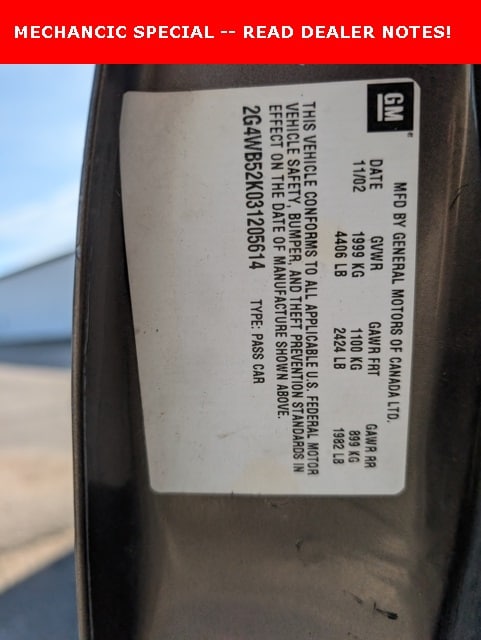 MECHANCIC SPECIAL -- READ DEALER NOTES!
GM
MFD BY GENERAL MOTORS OF CANADA LTD.
DATE GVWR GAWR FRT GAWR RR
11/02 1999 KG 1100 KG 899 KG
4406 LB 2424 LB 1982 LB
THIS VEHICLE CONFORMS TO ALL APPLICABLE U.S. FEDERAL MOTOR
VEHICLE SAFETY, BUMPER, AND THEFT PREVENTION STANDARDS IN
EFFECT ON THE DATE OF MANUFACTURE SHOWN ABOVE.
2G4WB52K031205614 TYPE: PASS CAR